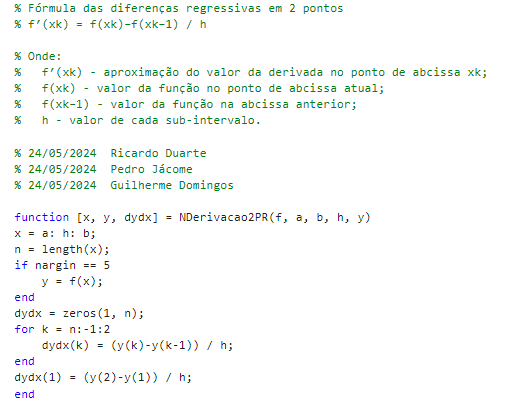 % Fórmula das diferenças regressivas em 2 pontos
% f’(xk) = f(xk)-f(xk-1) / h
% Onde:
%   f’(xk) - aproximação do valor da derivada no ponto de abcissa xk;
%   f(xk) - valor da função no ponto de abcissa atual;
%   f(xk-1) - valor da função na abcissa anterior;
%   h - valor de cada sub-intervalo.
% 24/05/2024  Ricardo Duarte
% 24/05/2024  Pedro Jácome
% 24/05/2024  Guilherme Domingos
function [x, y, dydx] = NDerivacao2PR(f, a, b, h, y)
x = a: h: b;
n = length(x);
if nargin == 5
    y = f(x);
end
dydx = zeros(1, n);
for k = n:-1:2
    dydx(k) = (y(k)-y(k-1)) / h;
end
dydx(1) = (y(2)-y(1)) / h;
end